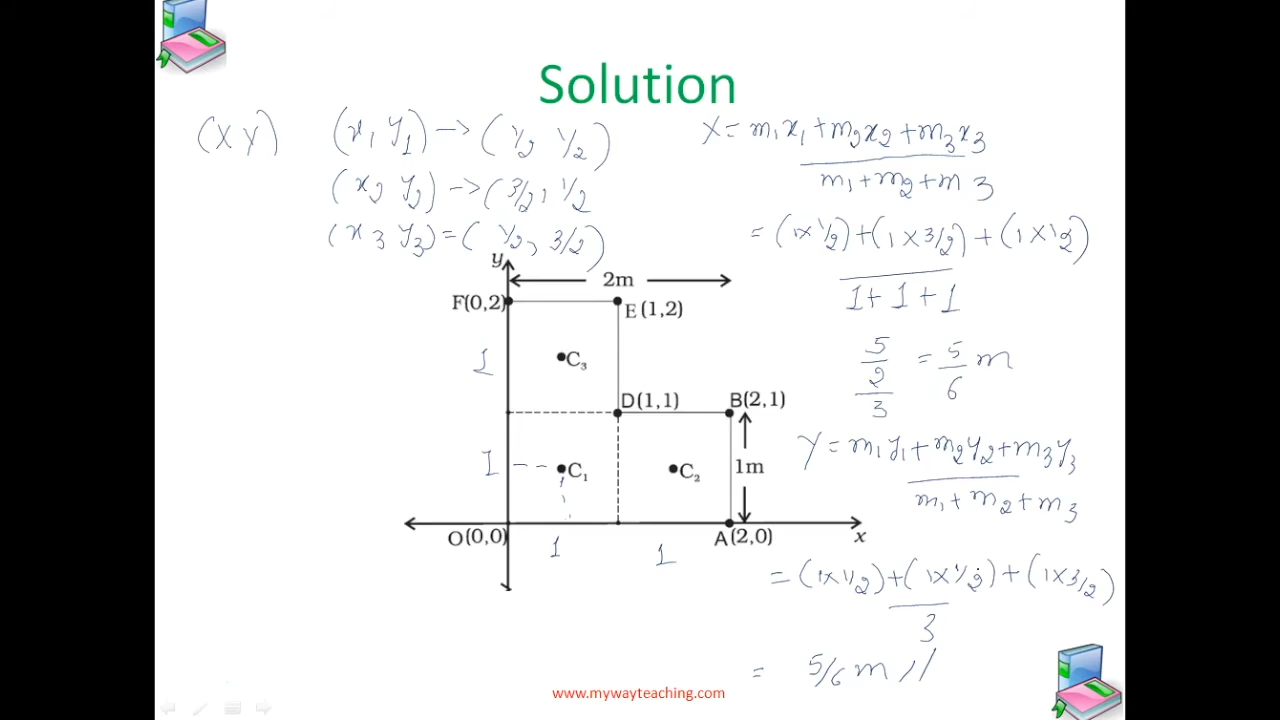 Solution
(X Y) (x1 y1) -> (1/2 1/2)
(x2 y2) -> (3/2, 1/2
(x3 y3) = ( 1/2, 3/2)
X = m1x1 + m2x2 + m3x3
m1 + m2 + m3
= (1x1/2) + (1x3/2) + (1x1/2)
1 + 1 + 1
5/2/3 = 5/6 m
Y = m1y1 + m2y2 + m3y3
m1 + m2 + m3
= (1x1/2) + (1x1/2) + (1x3/2)
3
= 5/6 m //
y
2m
F(0,2)
E (1,2)
1
C3
D(1,1)
B(2,1)
1
C1
C2
1m
O(0,0)
1
1
A(2,0)
x
www.mywayteaching.com